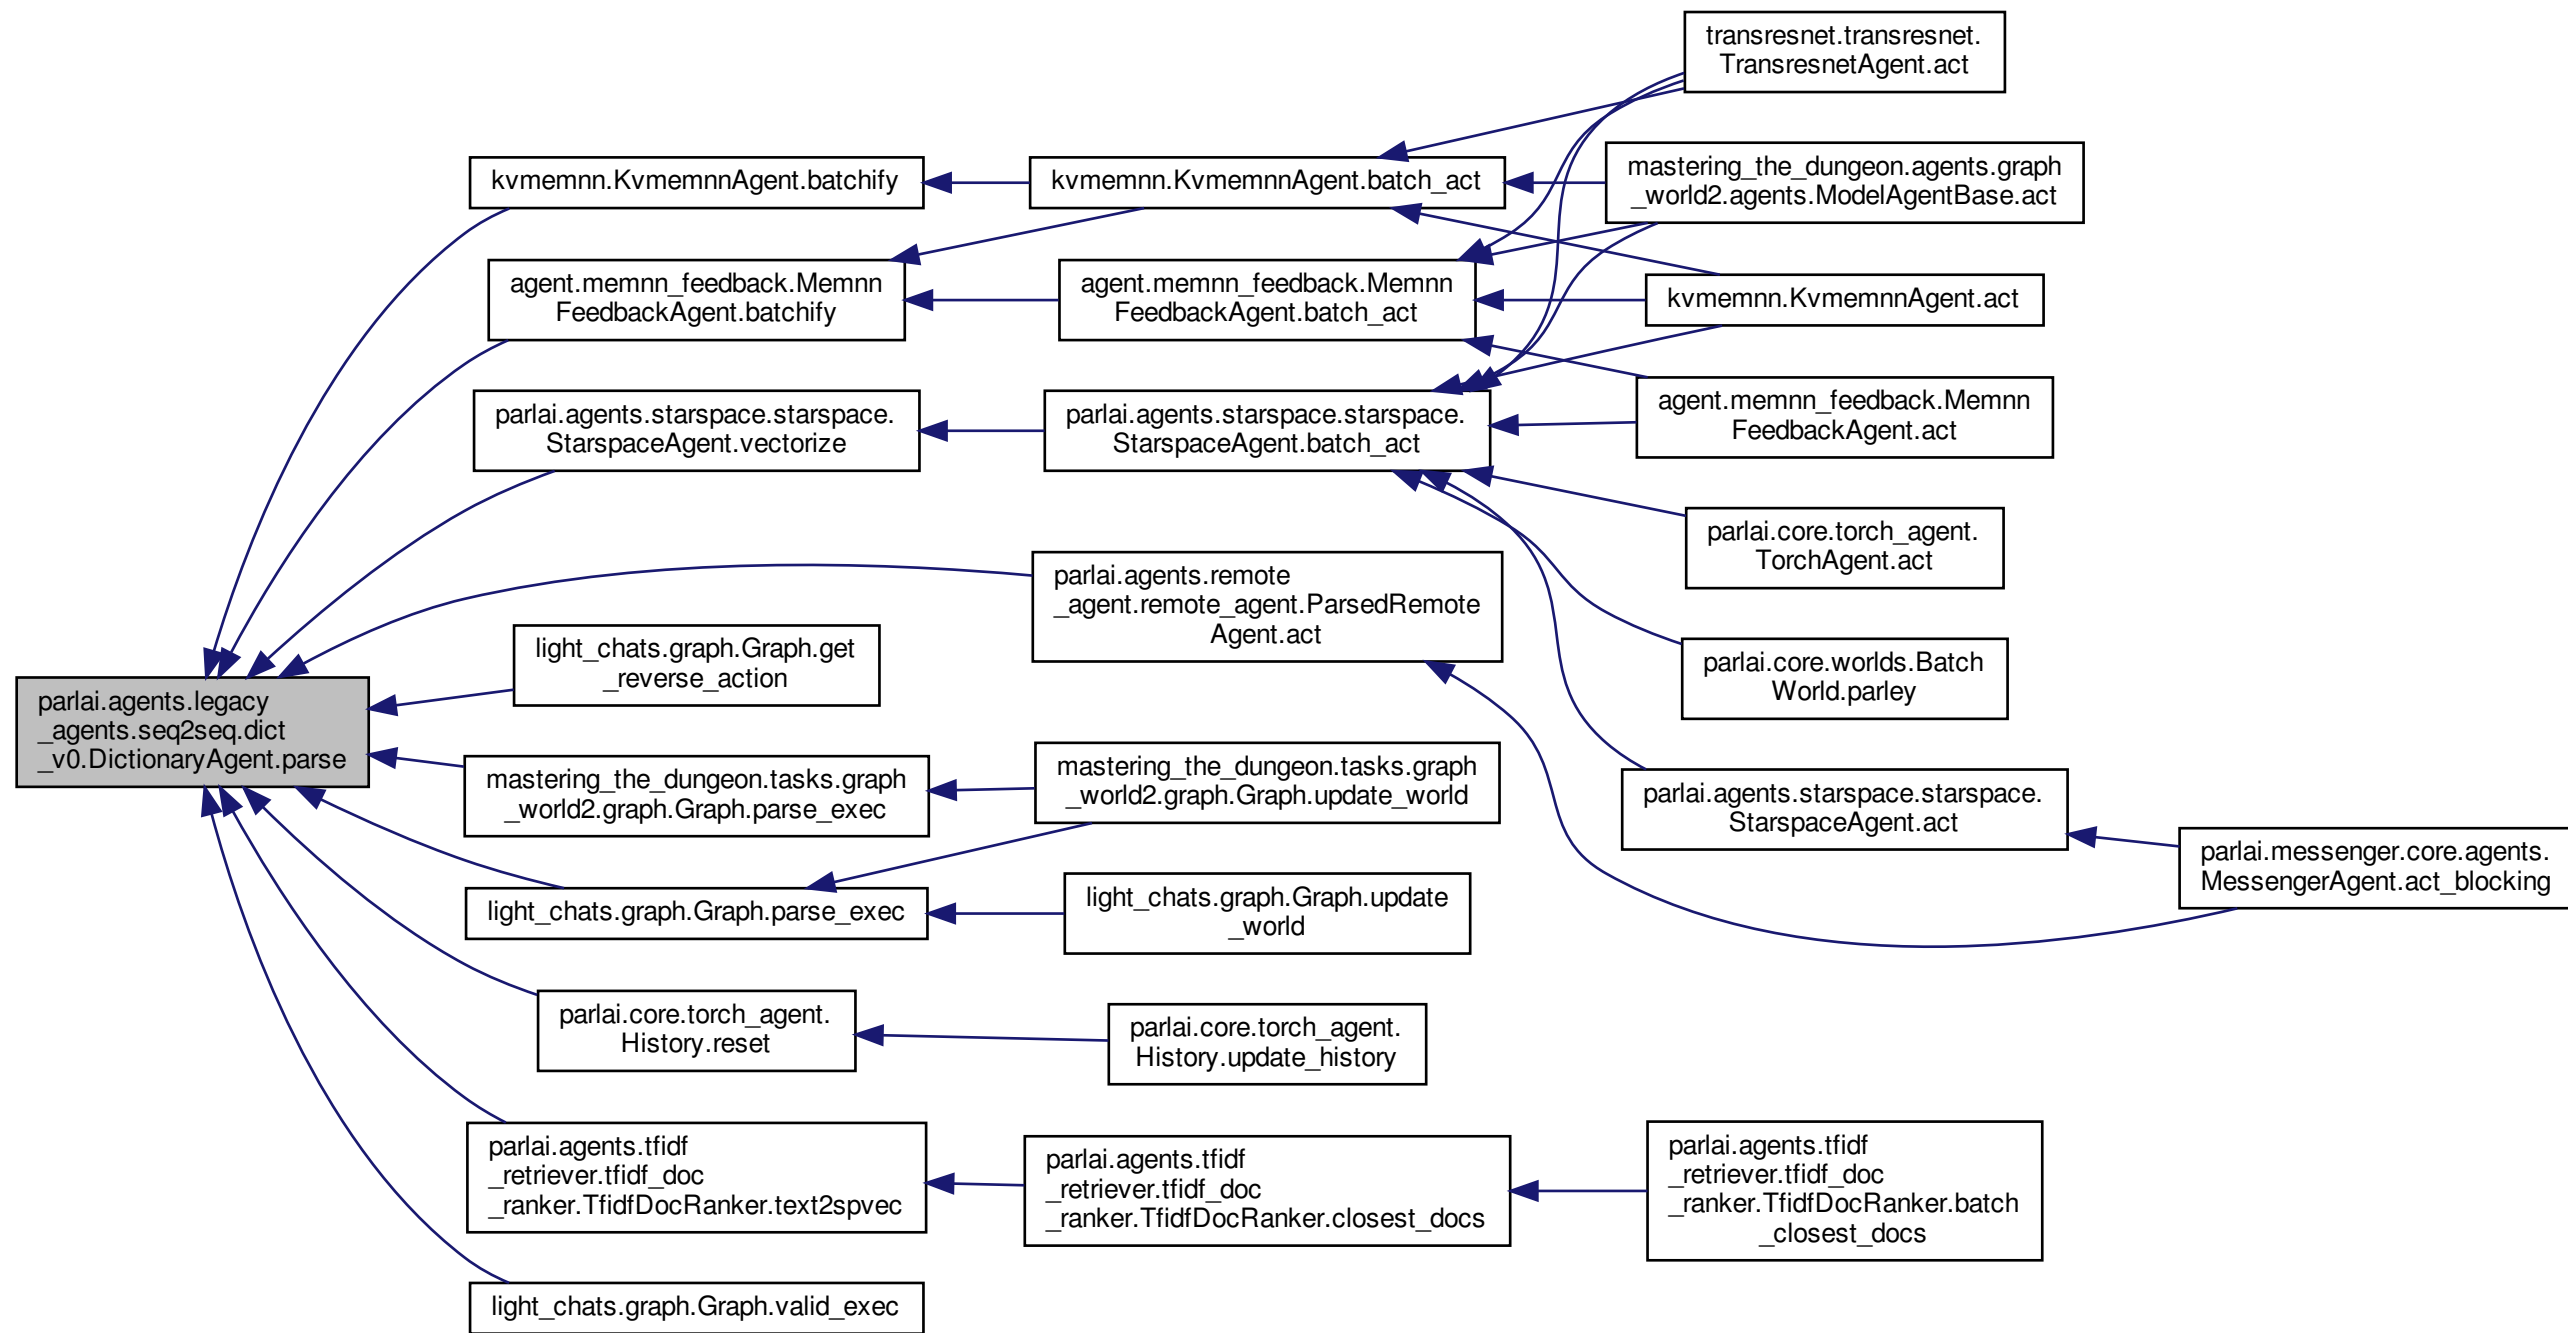 transresnet.transresnet.
TransresnetAgent.act
kvmemnn.KvmemnnAgent.batchify
kvmemnn.KvmemnnAgent.batch_act
mastering_the_dungeon.agents.graph
_world2.agents.ModelAgentBase.act
agent.memnn_feedback.Memnn
FeedbackAgent.batchify
agent.memnn_feedback.Memnn
FeedbackAgent.batch_act
kvmemnn.KvmemnnAgent.act
parlai.agents.starspace.starspace.
StarspaceAgent.vectorize
parlai.agents.starspace.starspace.
StarspaceAgent.batch_act
agent.memnn_feedback.Memnn
FeedbackAgent.act
parlai.core.torch_agent.
TorchAgent.act
parlai.agents.remote
_agent.remote_agent.ParsedRemote
Agent.act
light_chats.graph.Graph.get
_reverse_action
parlai.core.worlds.Batch
World.parley
parlai.agents.legacy
_agents.seq2seq.dict
_v0.DictionaryAgent.parse
mastering_the_dungeon.tasks.graph
_world2.graph.Graph.parse_exec
mastering_the_dungeon.tasks.graph
_world2.graph.Graph.update_world
parlai.agents.starspace.starspace.
StarspaceAgent.act
parlai.messenger.core.agents.
MessengerAgent.act_blocking
light_chats.graph.Graph.parse_exec
light_chats.graph.Graph.update
_world
parlai.core.torch_agent.
History.reset
parlai.core.torch_agent.
History.update_history
parlai.agents.tfidf
_retriever.tfidf_doc
_ranker.TfidfDocRanker.text2spvec
parlai.agents.tfidf
_retriever.tfidf_doc
_ranker.TfidfDocRanker.closest_docs
parlai.agents.tfidf
_retriever.tfidf_doc
_ranker.TfidfDocRanker.batch
_closest_docs
light_chats.graph.Graph.valid_exec